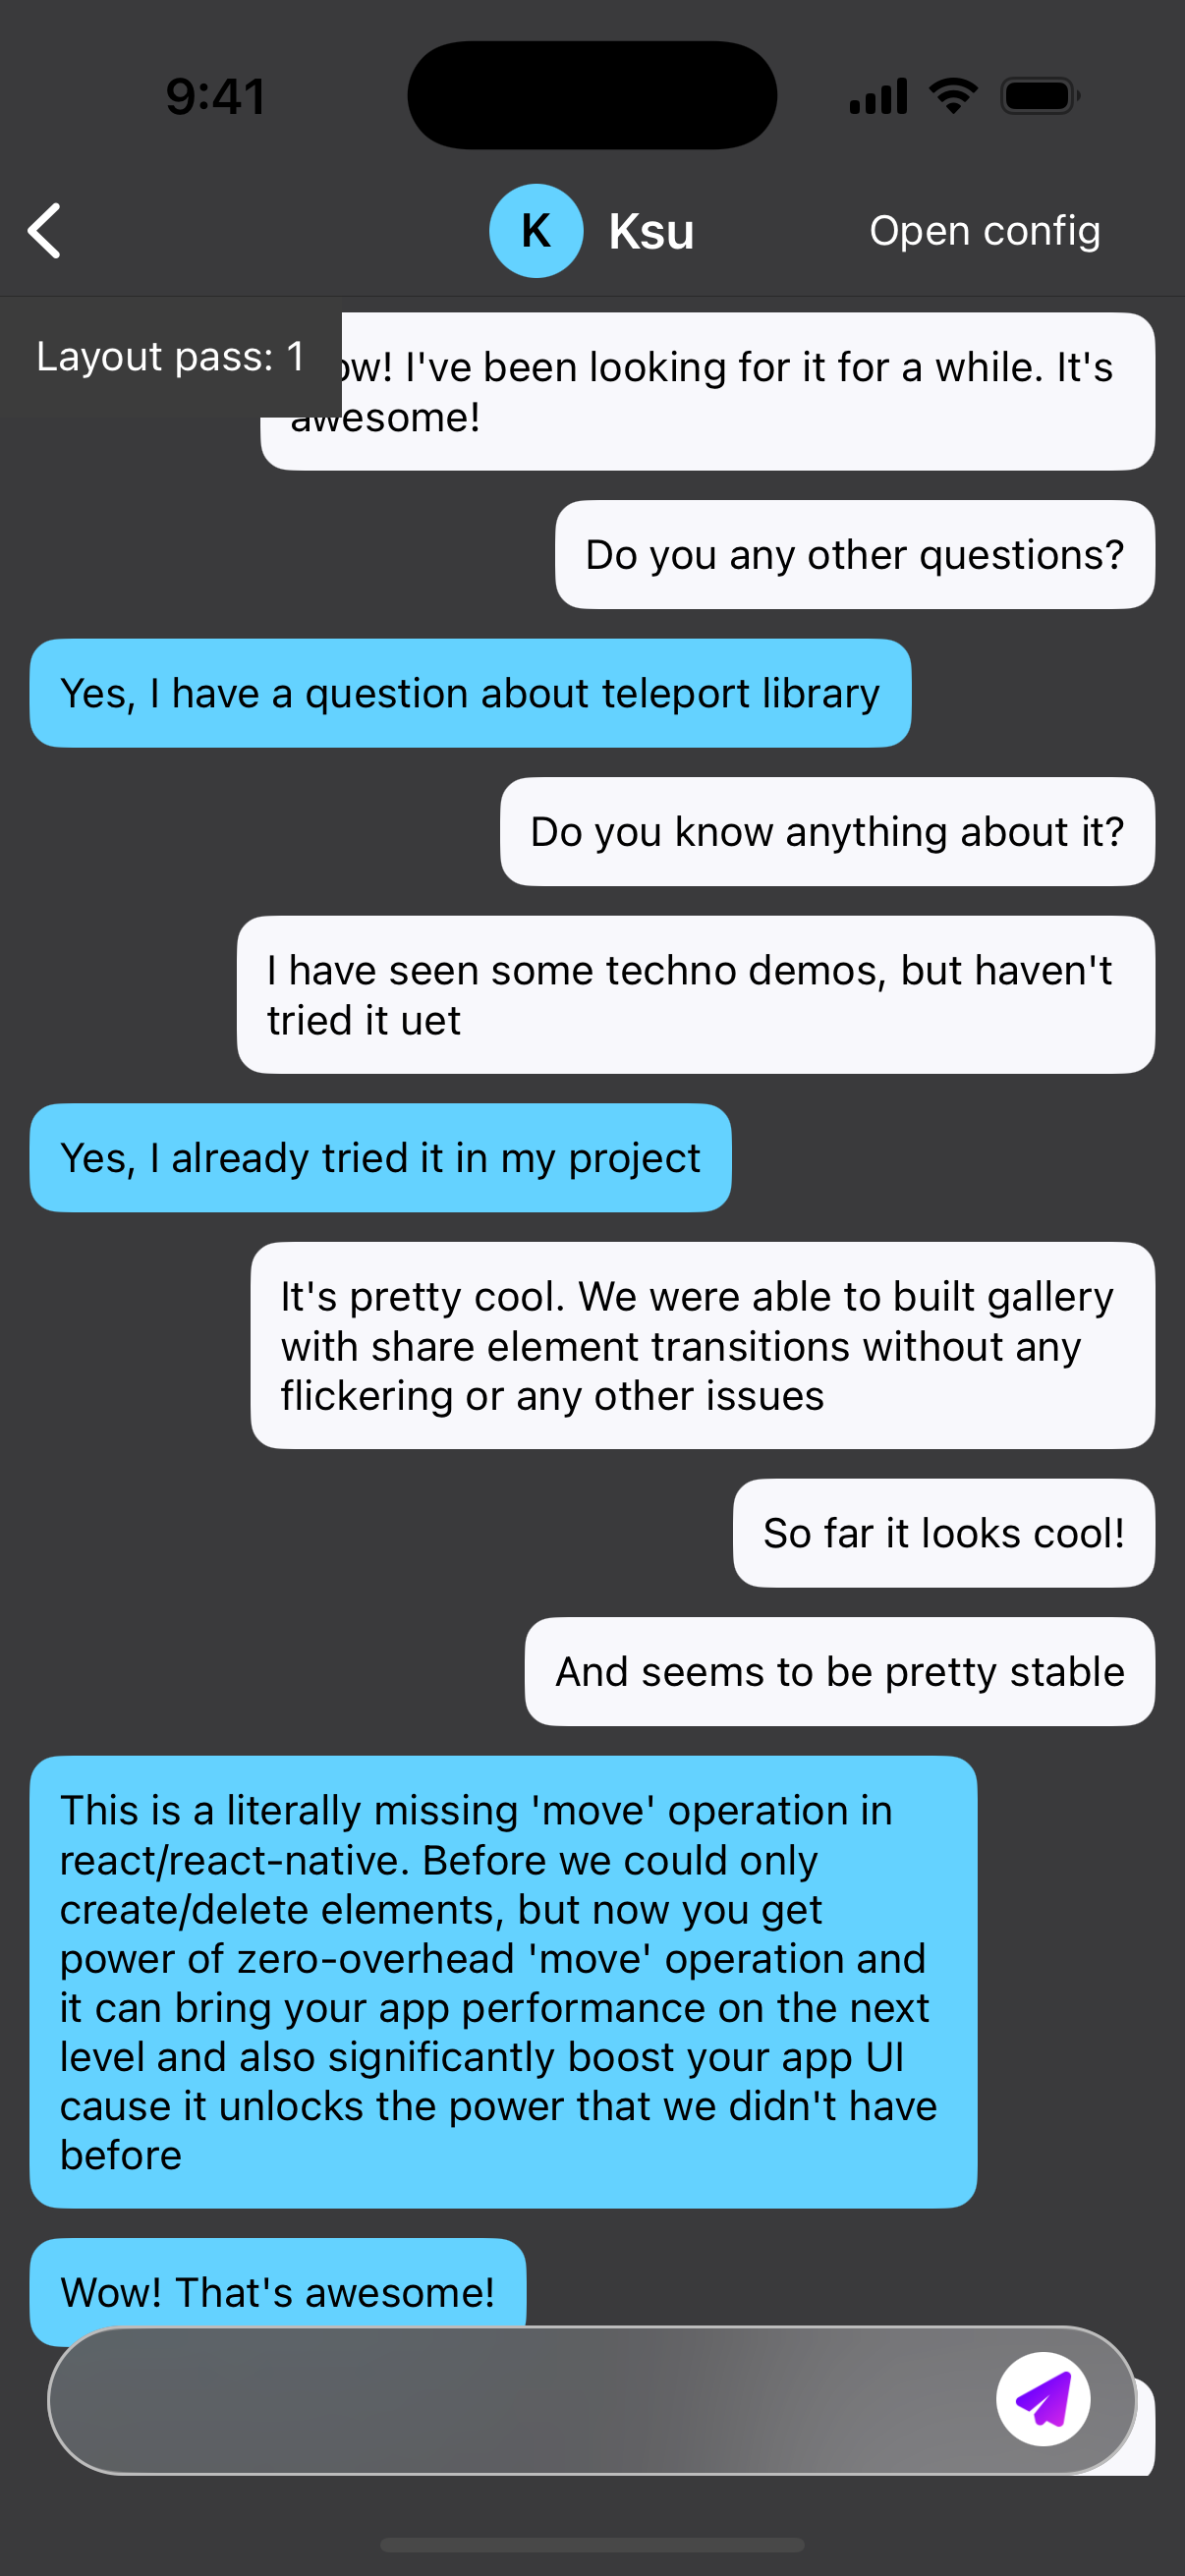 9:41
K Ksu Open config
Layout pass: 1
I've been looking for it for a while. It's
awesome!
Do you any other questions?
Yes, I have a question about teleport library
Do you know anything about it?
I have seen some techno demos, but haven't
tried it uet
Yes, I already tried it in my project
It's pretty cool. We were able to built gallery
with share element transitions without any
flickering or any other issues
So far it looks cool!
And seems to be pretty stable
This is a literally missing 'move' operation in
react/react-native. Before we could only
create/delete elements, but now you get
power of zero-overhead 'move' operation and
it can bring your app performance on the next
level and also significantly boost your app UI
cause it unlocks the power that we didn't have
before
Wow! That's awesome!